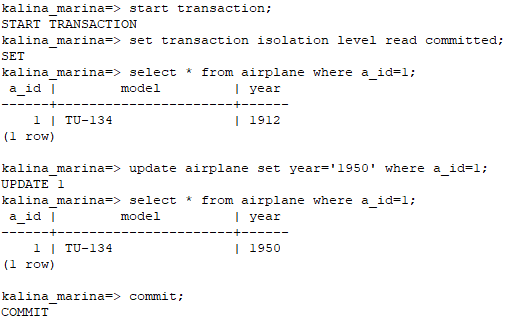 kalina_marina=> start transaction;
START TRANSACTION
kalina_marina=> set transaction isolation level read committed;
SET
kalina_marina=> select * from airplane where a_id=1;
 a_id |        model         | year
------+----------------------+------
    1 | TU-134               | 1912
(1 row)

kalina_marina=> update airplane set year='1950' where a_id=1;
UPDATE 1
kalina_marina=> select * from airplane where a_id=1;
 a_id |        model         | year
------+----------------------+------
    1 | TU-134               | 1950
(1 row)

kalina_marina=> commit;
COMMIT